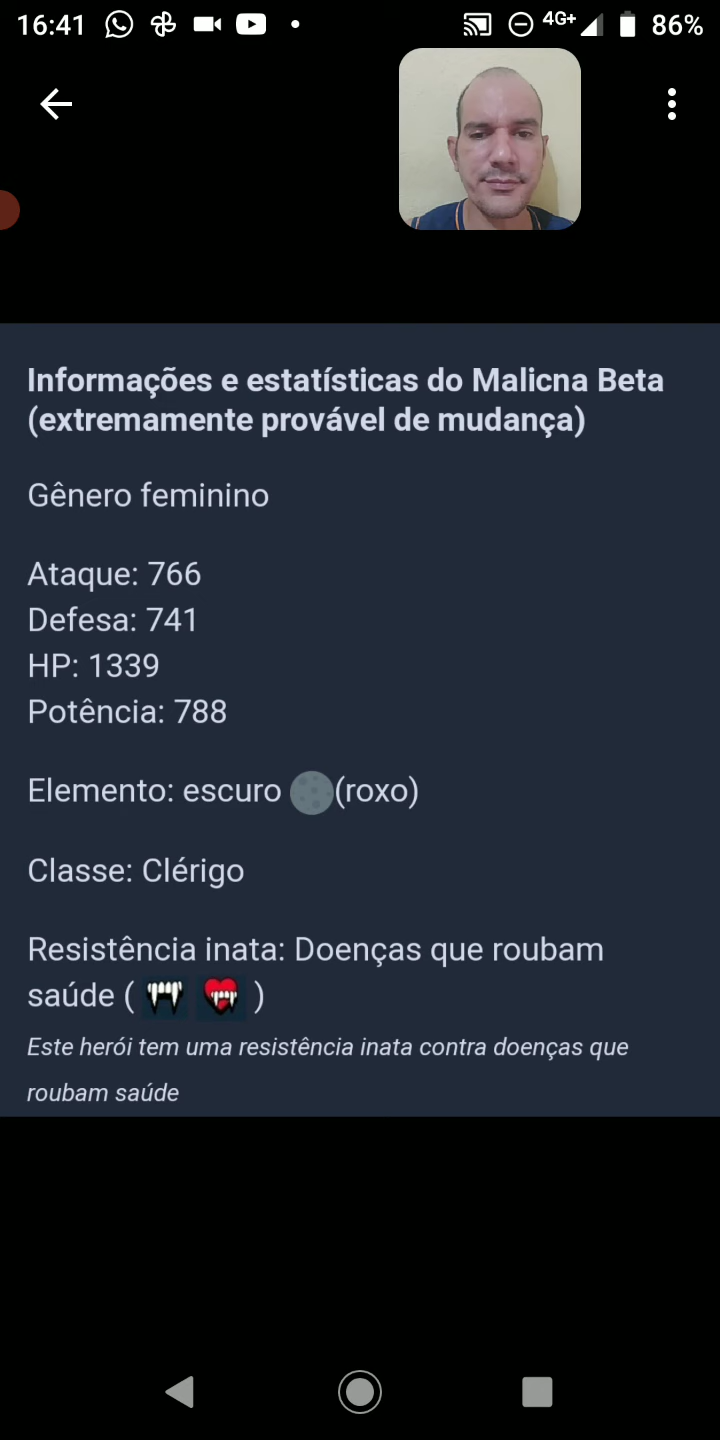 16:41
4G+
86%
Informações e estatísticas do Malicna Beta
(extremamente provável de mudança)
Gênero feminino
Ataque: 766
Defesa: 741
HP: 1339
Potência: 788
Elemento: escuro (roxo)
Classe: Clérigo
Resistência inata: Doenças que roubam
saúde ( )
Este herói tem uma resistência inata contra doenças que
roubam saúde